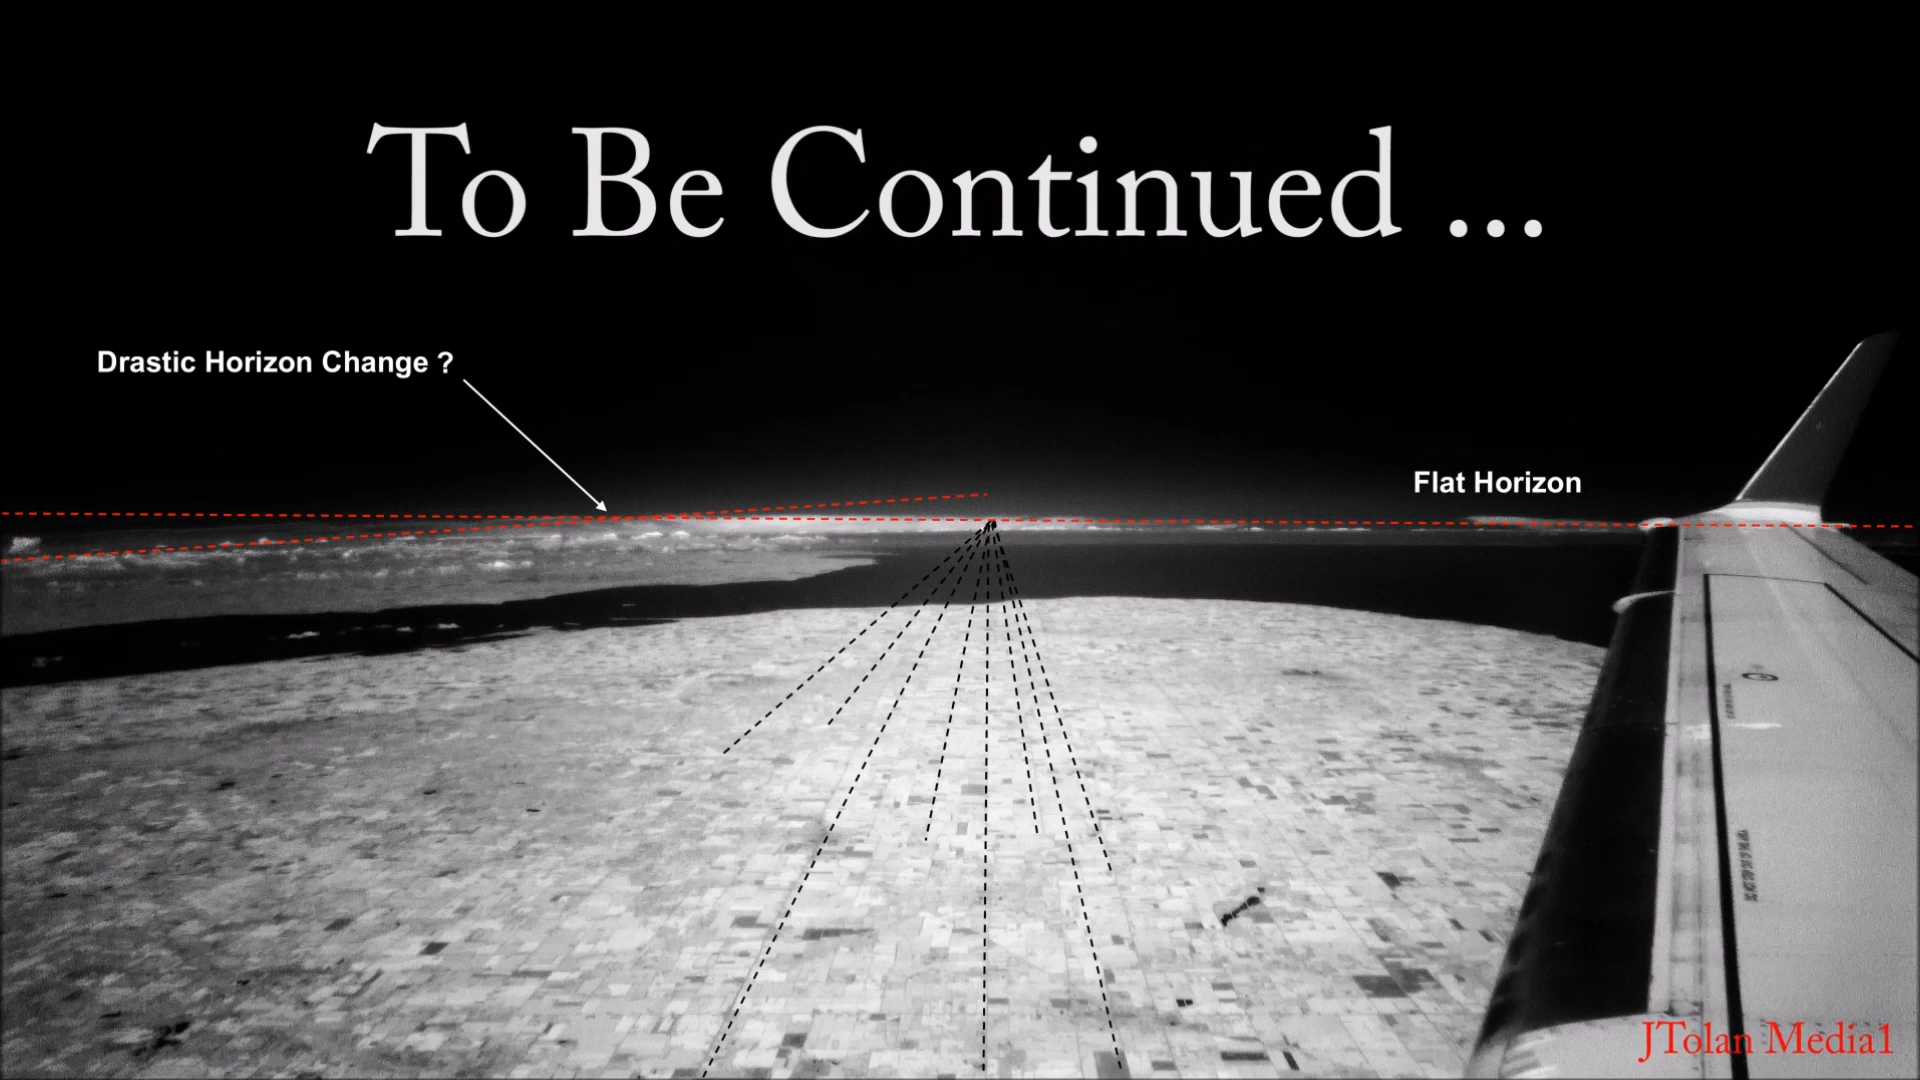 To Be Continued ...
Drastic Horizon Change ?
Flat Horizon
JTolan Media1